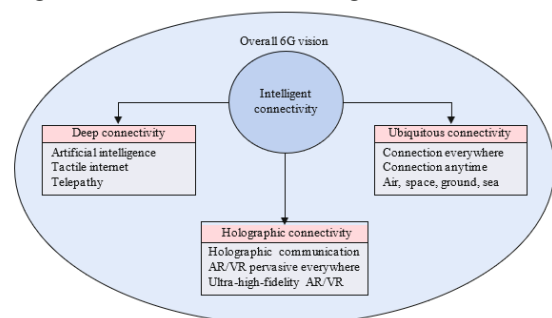 Overall 6G vision
Intelligent
connectivity
Deep connectivity
Artificial intelligence
Tactile internet
Telepathy
Ubiquitous connectivity
Connection everywhere
Connection anytime
Air, space, ground, sea
Holographic connectivity
Holographic communication
AR/VR pervasive everywhere
Ultra-high-fidelity AR/VR